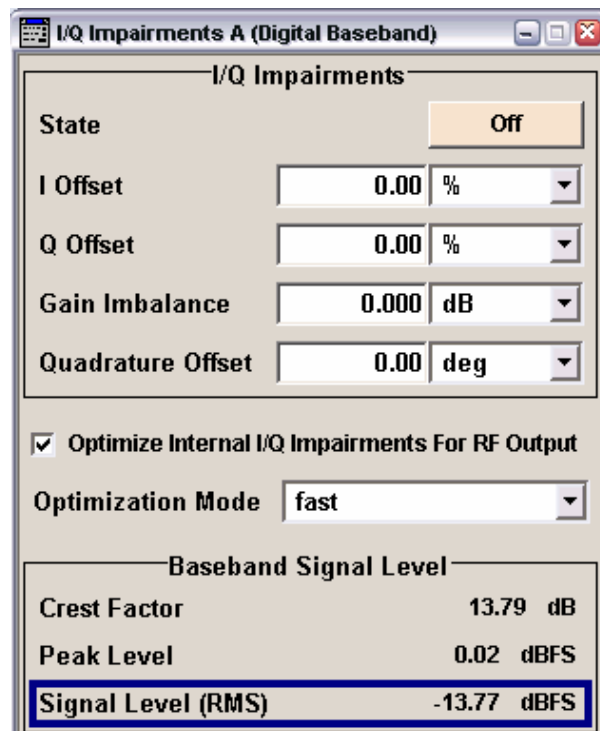 I/Q Impairments A (Digital Baseband)
I/Q Impairments
State Off
I Offset 0.00 %
Q Offset 0.00 %
Gain Imbalance 0.000 dB
Quadrature Offset 0.00 deg
Optimize Internal I/Q Impairments For RF Output
Optimization Mode fast
Baseband Signal Level
Crest Factor 13.79 dB
Peak Level 0.02 dBFS
Signal Level (RMS) -13.77 dBFS